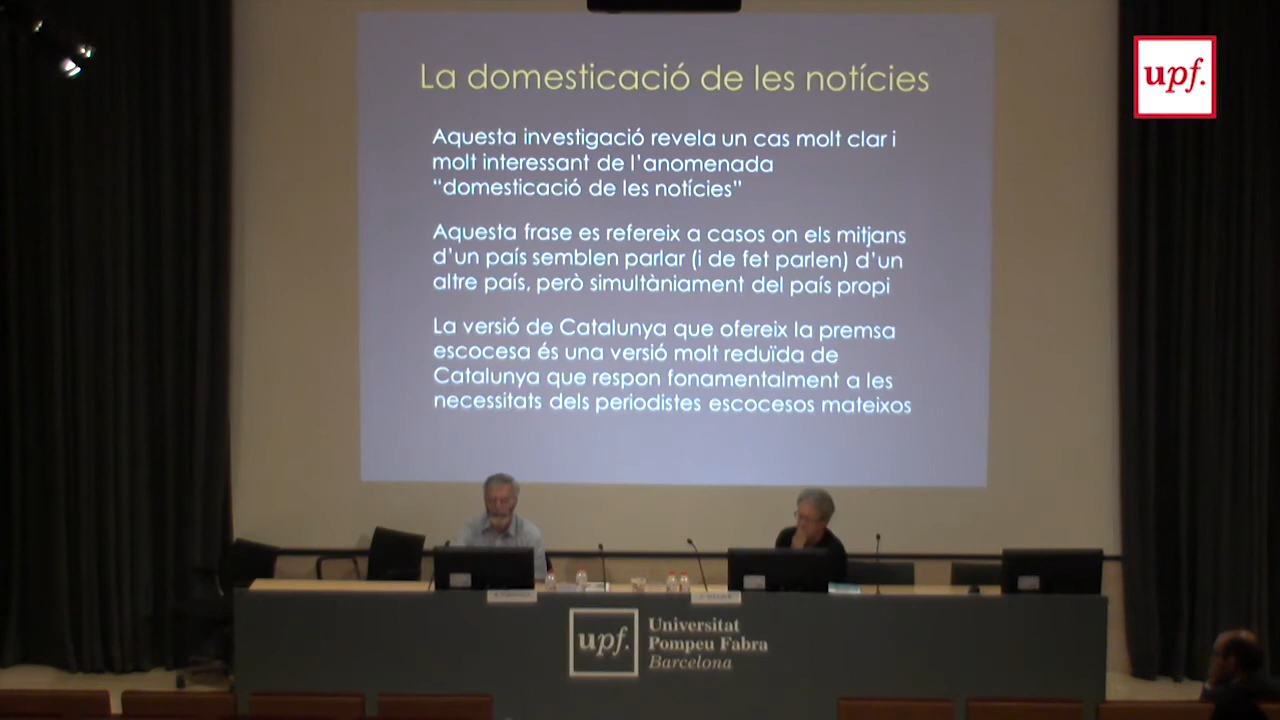 La domesticació de les notícies
upf.
Aquesta investigació revela un cas molt clar i
molt interessant de l'anomenada
"domesticació de les notícies"
Aquesta frase es refereix a casos on els mitjans
d'un país semblen parlar (i de fet parlen) d'un
altre país, però simultàniament del país propi
La versió de Catalunya que ofereix la premsa
escocesa és una versió molt reduïda de
Catalunya que respon fonamentalment a les
necessitats dels periodistes escocesos mateixos
upf.
Universitat
Pompeu Fabra
Barcelona